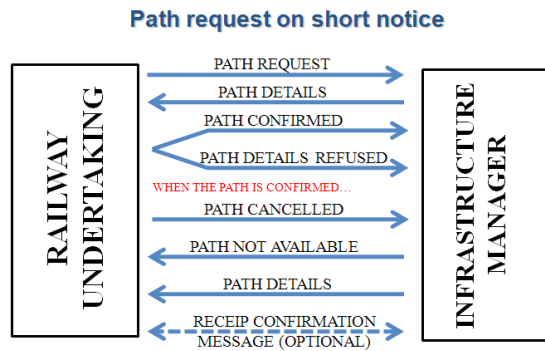 Path request on short notice
PATH REQUEST
PATH DETAILS
PATH CONFIRMED
PATH DETAILS REFUSED
WHEN THE PATH IS CONFIRMED…
PATH CANCELLED
PATH NOT AVAILABLE
PATH DETAILS
RECEIP CONFIRMATION
MESSAGE (OPTIONAL)
RAILWAY
UNDERTAKING
INFRASTRUCTURE
MANAGER